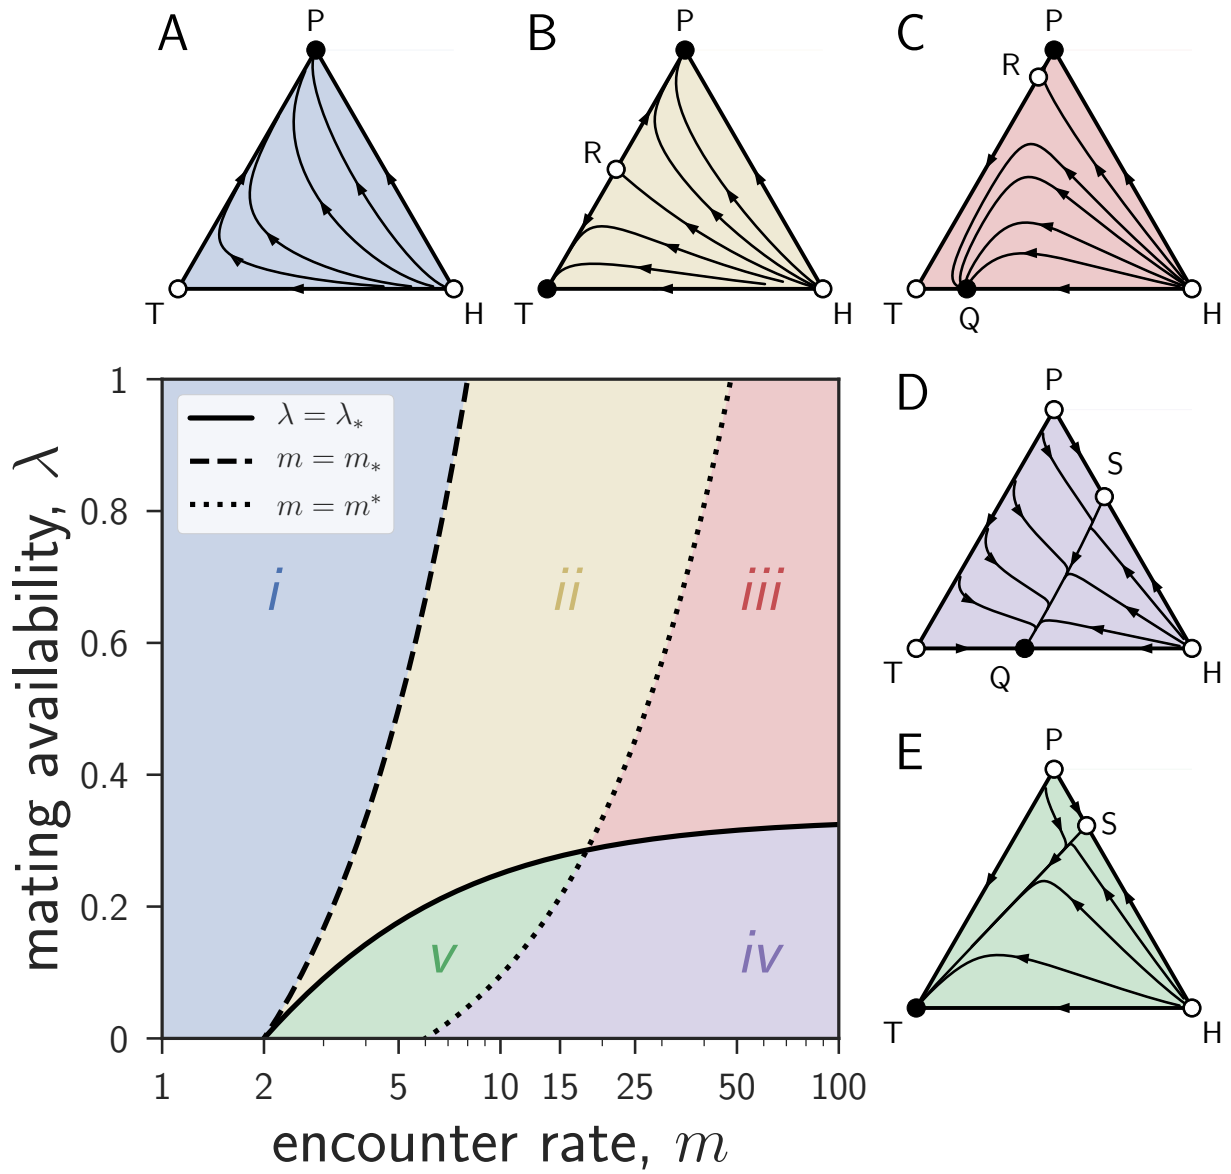 A
P
T
H
B
P
R
T
H
C
P
R
T
Q
H
D
P
S
T
Q
H
E
P
S
T
H
λ = λ*
m = m*
m = m*
i
ii
iii
iv
v
1
0.8
0.6
0.4
0.2
0
1 2 5 10 15 25 50 100
mating availability, λ
encounter rate, m